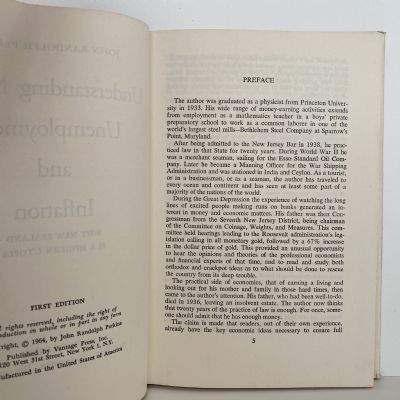 FIRST EDITION
rights reserved, including the right of
in whole or in part in any form
© 1964, by John Randolph Perkins
Published by Vantage Press, Inc.
West 31st Street, New York 1, N.Y.
in the United States of America
PREFACE
The author was graduated as a physicist from Princeton Univer-
sity in 1933. His wide range of money-earning activities extends
from employment as a mathematics teacher in a boys' private
preparatory school to work as a common laborer in one of the
world's largest steel mills—Bethlehem Steel Company at Sparrow's
Point, Maryland.
After being admitted to the New Jersey Bar in 1938, he prac-
ticed law in that State for twenty years. During World War II he
was a merchant seaman, sailing for the Esso Standard Oil Com-
pany. Later he became a Manning Officer for the War Shipping
Administration and was stationed in India and Ceylon. As a tour-
ist, or as a businessman, or as a seaman, the author has traveled to
every ocean and continent and has seen at least some part of a
majority of the nations of the world.
During the Great Depression the experience of watching the long
lines of excited people making runs on banks generated an in-
terest in money and economic matters. His father was then Con-
gressman from the Seventh New Jersey District, being chairman
of the Committee on Coinage, Weights, and Measures. This com-
mittee held hearings leading to the Roosevelt administration's leg-
islation calling in all monetary gold, followed by a 67% increase
in the dollar price of gold. This provided an unusual opportunity
to hear the opinions and theories of the professional economists
and financial experts of that time, and to read and study both
orthodox and crackpot ideas as to what should be done to rescue
the country from its deep trouble.
The practical side of economics, that of earning a living and
looking out for his mother and family in those hard times, then
came to the author's attention. His father, who had been well-to-do,
died in 1936, leaving an insolvent estate. The author now thinks
that twenty years of the practice of law is enough. For once, some-
one should admit that he has enough money.
The claim is made that readers, out of their own experience,
already have the key economic ideas necessary to ensure full
5